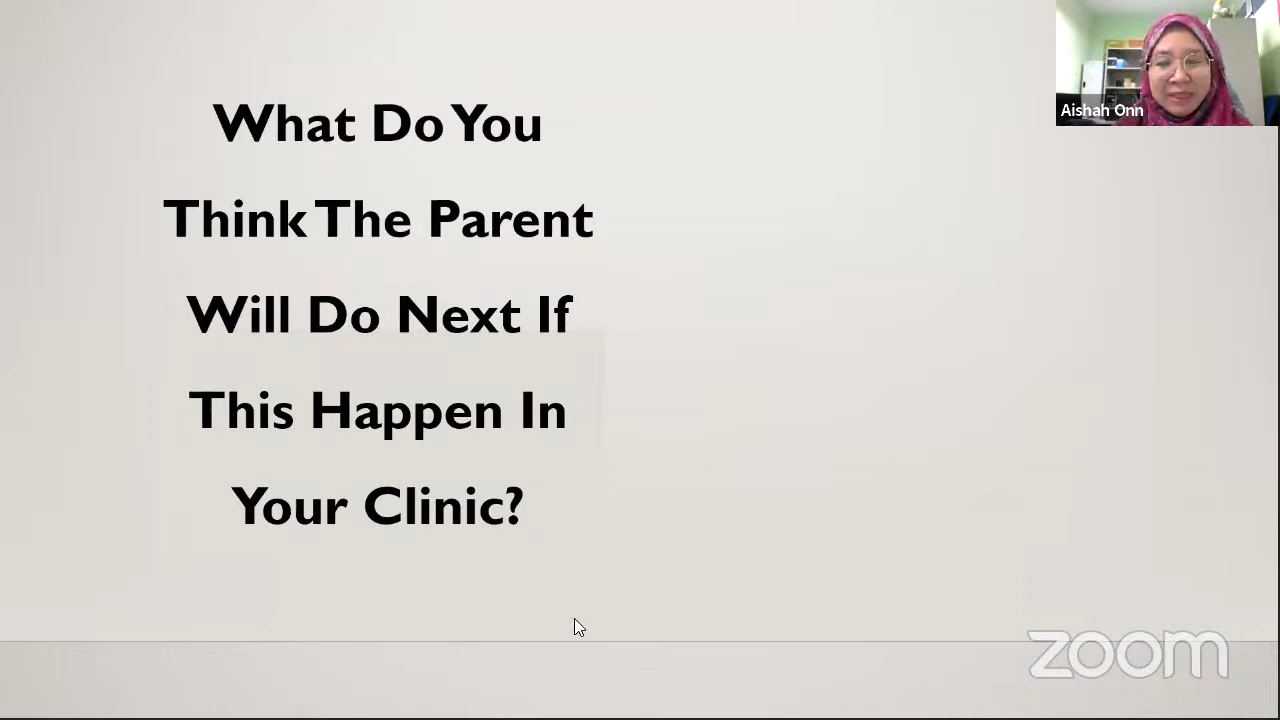 What Do You
Think The Parent
Will Do Next If
This Happen In
Your Clinic?
Aishah Onn
zoom